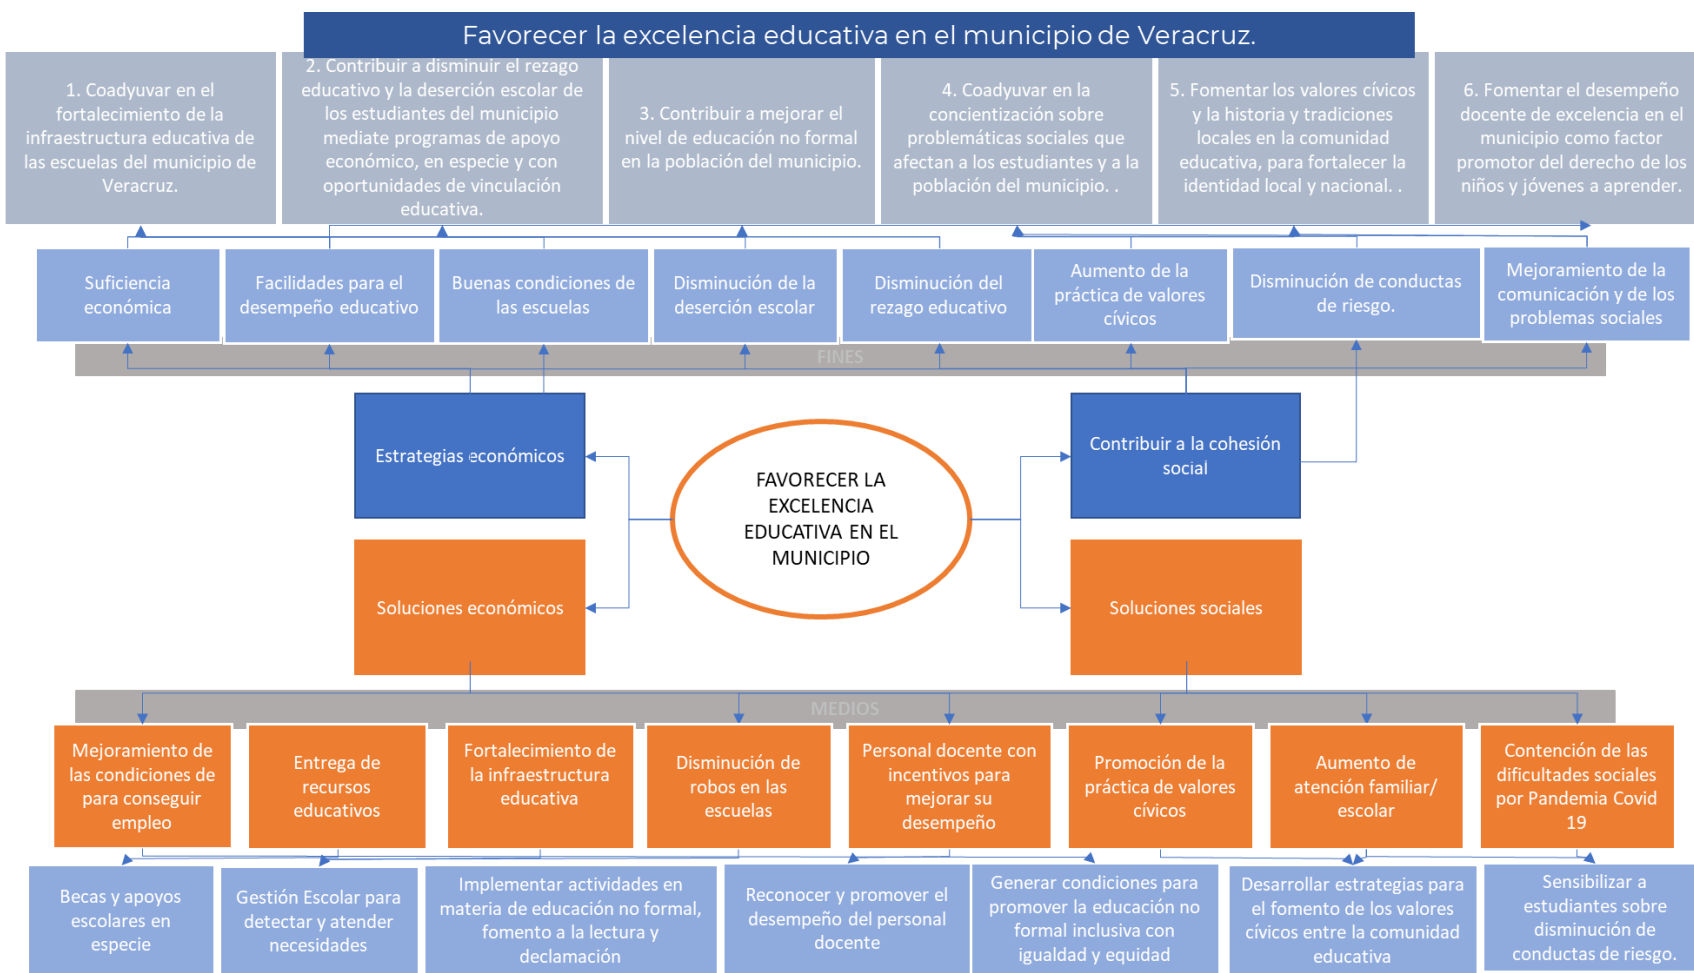 Favorecer la excelencia educativa en el municipio de Veracruz.
1. Coadyuvar en el
fortalecimiento de la
infraestructura educativa de
las escuelas del municipio de
Veracruz.
2. Contribuir a disminuir el rezago
educativo y la deserción escolar de
los estudiantes del municipio
mediate programas de apoyo
económico, en especie y con
oportunidades de vinculación
educativa.
3. Contribuir a mejorar el
nivel de educación no formal
en la población del municipio.
4. Coadyuvar en la
concientización sobre
problemáticas sociales que
afectan a los estudiantes y a la
población del municipio. .
5. Fomentar los valores cívicos
y la historia y tradiciones
locales en la comunidad
educativa, para fortalecer la
identidad local y nacional. .
6. Fomentar el desempeño
docente de excelencia en el
municipio como factor
promotor del derecho de los
niños y jóvenes a aprender.
Suficiencia
económica
Facilidades para el
desempeño educativo
Buenas condiciones de
las escuelas
Disminución de la
deserción escolar
Disminución del
rezago educativo
Aumento de la
práctica de valores
cívicos
Disminución de conductas
de riesgo.
Mejoramiento de la
comunicación y de los
problemas sociales
FINES
Estrategias económicos
FAVORECER LA
EXCELENCIA
EDUCATIVA EN EL
MUNICIPIO
Contribuir a la cohesión
social
Soluciones económicos
Soluciones sociales
MEDIOS
Mejoramiento de
las condiciones de
para conseguir
empleo
Entrega de
recursos
educativos
Fortalecimiento de
la infraestructura
educativa
Disminución de
robos en las
escuelas
Personal docente con
incentivos para
mejorar su
desempeño
Promoción de la
práctica de valores
cívicos
Aumento de
atención familiar/
escolar
Contención de las
dificultades sociales
por Pandemia Covid
19
Becas y apoyos
escolares en
especie
Gestión Escolar para
detectar y atender
necesidades
Implementar actividades en
materia de educación no formal,
fomento a la lectura y
declamación
Reconocer y promover el
desempeño del personal
docente
Generar condiciones para
promover la educación no
formal inclusiva con
igualdad y equidad
Desarrollar estrategias para
el fomento de los valores
cívicos entre la comunidad
educativa
Sensibilizar a
estudiantes sobre
disminución de
conductas de riesgo.